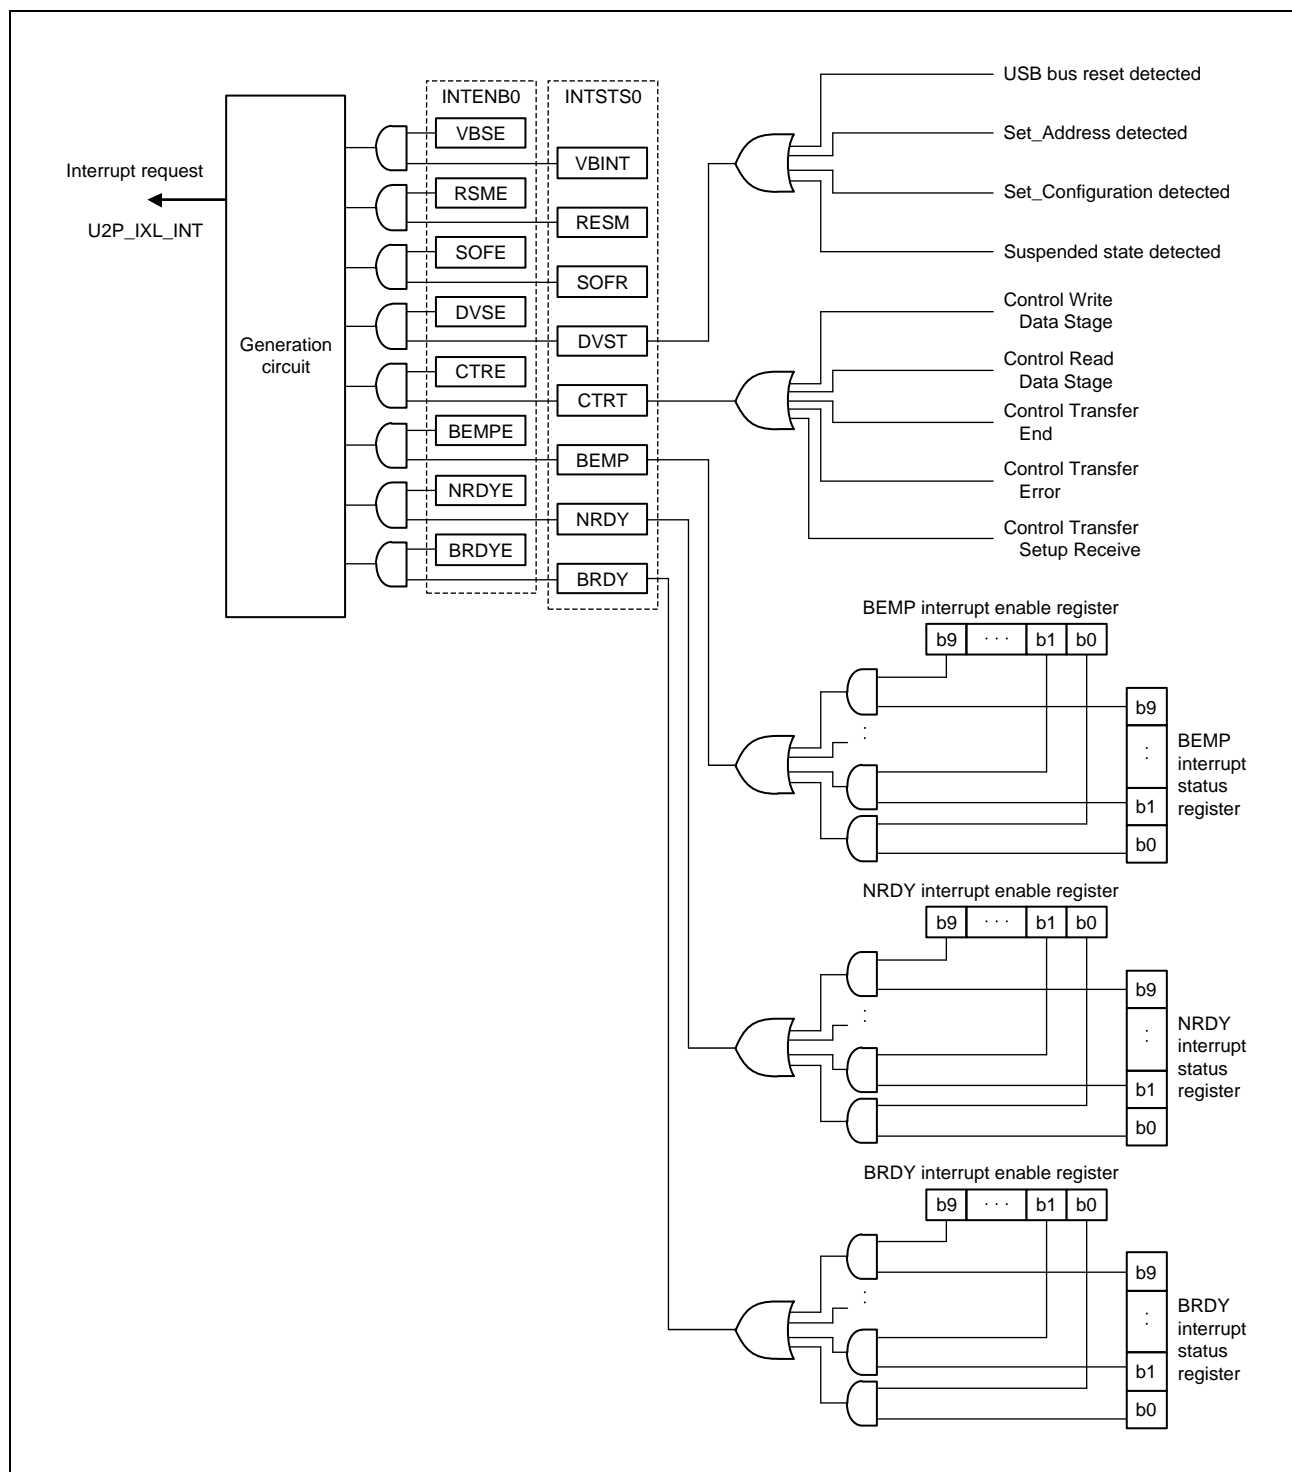 USB bus reset detected
INTENB0
INTSTS0
VBSE
Set_Address detected
VBINT
Interrupt request
RSME
Set_Configuration detected
U2P_IXL_INT
RESM
SOFE
Suspended state detected
SOFR
DVSE
Control Write
Data Stage
Generation
circuit
DVST
CTRE
Control Read
Data Stage
CTRT
Control Transfer
End
BEMPE
BEMP
Control Transfer
Error
NRDYE
NRDY
Control Transfer
Setup Receive
BRDYE
BRDY
BEMP interrupt enable register
b9 · · · b1 b0
b9
:
b1
b0
BEMP
interrupt
status
register
:
NRDY interrupt enable register
b9 · · · b1 b0
b9
:
b1
b0
NRDY
interrupt
status
register
:
BRDY interrupt enable register
b9 · · · b1 b0
b9
:
b1
b0
BRDY
interrupt
status
register
: